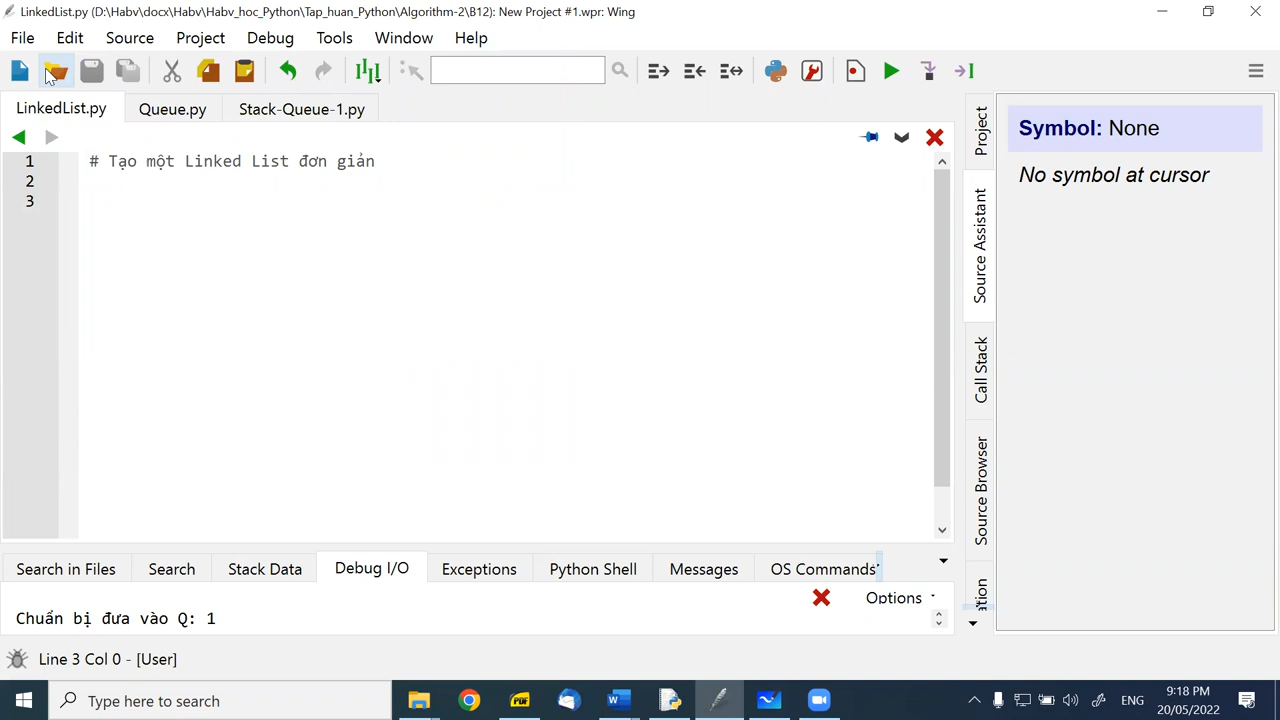 LinkedList.py (D:\Habv\docx\Habv\Habv_hoc_Python\Tap_huan_Python\Algorithm-2\B12): New Project #1.wpr: Wing
File Edit Source Project Debug Tools Window Help
LinkedList.py Queue.py Stack-Queue-1.py
1 # Tạo một Linked List đơn giản
2
3
Project
Source Assistant
Call Stack
Source Browser
Symbol: None
No symbol at cursor
Search in Files Search Stack Data Debug I/O Exceptions Python Shell Messages OS Commands
Options
Chuẩn bị đưa vào Q: 1
Line 3 Col 0 - [User]
Type here to search
PDF
ENG
9:18 PM
20/05/2022